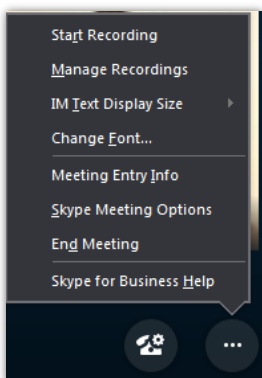 Start Recording
Manage Recordings
IM Text Display Size
Change Font...
Meeting Entry Info
Skype Meeting Options
End Meeting
Skype for Business Help